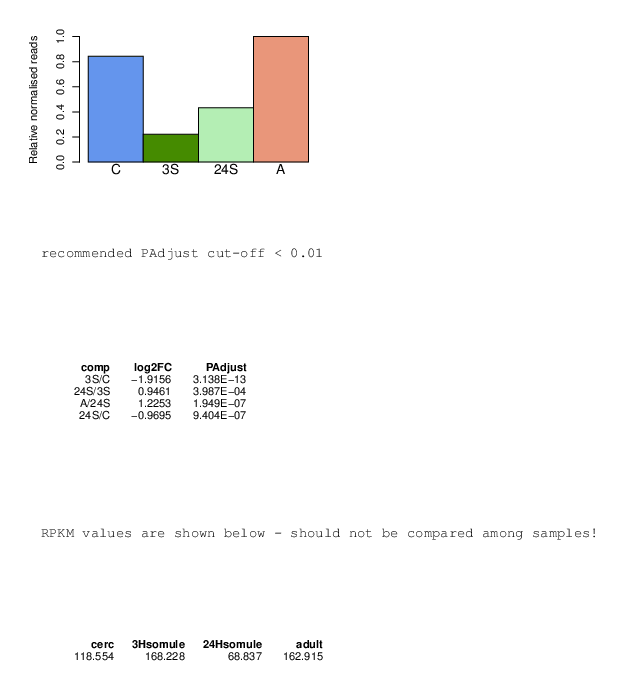 Relative normalised reads
1.0
0.8
0.6
0.4
0.2
0.0
C 3S 24S A
recommended PAdjust cut-off < 0.01
comp log2FC PAdjust
3S/C −1.9156 3.138E−13
24S/3S 0.9461 3.987E−04
A/24S 1.2253 1.949E−07
24S/C −0.9695 9.404E−07
RPKM values are shown below - should not be compared among samples!
cerc 3Hsomule 24Hsomule adult
118.554 168.228 68.837 162.915